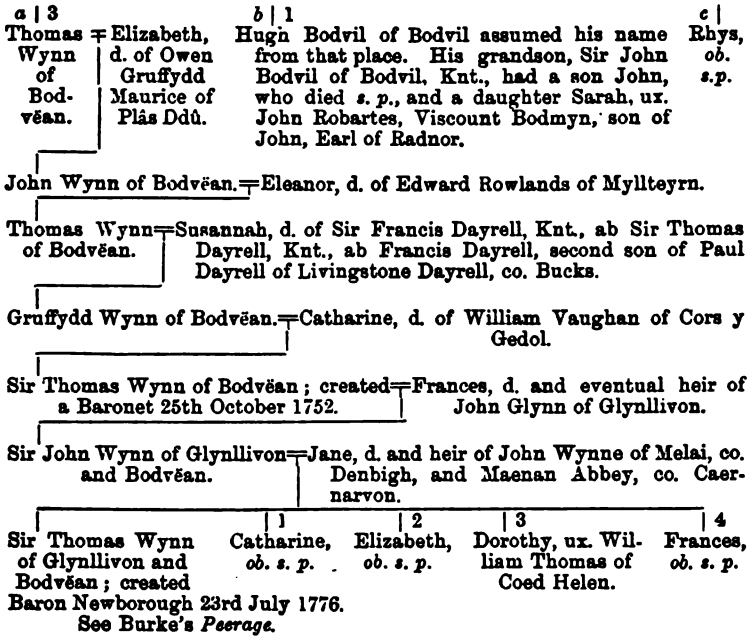 a | 3 b | 1 c |
Thomas = Elizabeth, Hugh Bodvil of Bodvil assumed his name Rhys,
Wynn d. of Owen from that place. His grandson, Sir John ob.
of Gruffydd Bodvil of Bodvil, Knt., had a son John, s.p.
Bod- Maurice of who died s. p., and a daughter Sarah, ux.
vëan. Plâs Ddû. John Robartes, Viscount Bodmyn, son of
John, Earl of Radnor.
John Wynn of Bodvëan.=Eleanor, d. of Edward Rowlands of Myllteyrn.
Thomas Wynn=Susannah, d. of Sir Francis Dayrell, Knt., ab Sir Thomas
of Bodvëan. Dayrell, Knt., ab Francis Dayrell, second son of Paul
Dayrell of Livingstone Dayrell, co. Bucks.
Gruffydd Wynn of Bodvëan.=Catharine, d. of William Vaughan of Cors y
Gedol.
Sir Thomas Wynn of Bodvëan ; created=Frances, d. and eventual heir of
a Baronet 25th October 1752. John Glynn of Glynllivon.
Sir John Wynn of Glynllivon=Jane, d. and heir of John Wynne of Melai, co.
and Bodvëan. Denbigh, and Maenan Abbey, co. Caer-
narvon.
| 1 | 2 | 3 | 4
Sir Thomas Wynn Catharine, Elizabeth, Dorothy, ux. Wil- Frances,
of Glynllivon and ob. s. p. ob. s. p. liam Thomas of ob. s. p.
Bodvëan ; created Coed Helen.
Baron Newborough 23rd July 1776.
See Burke's Peerage.